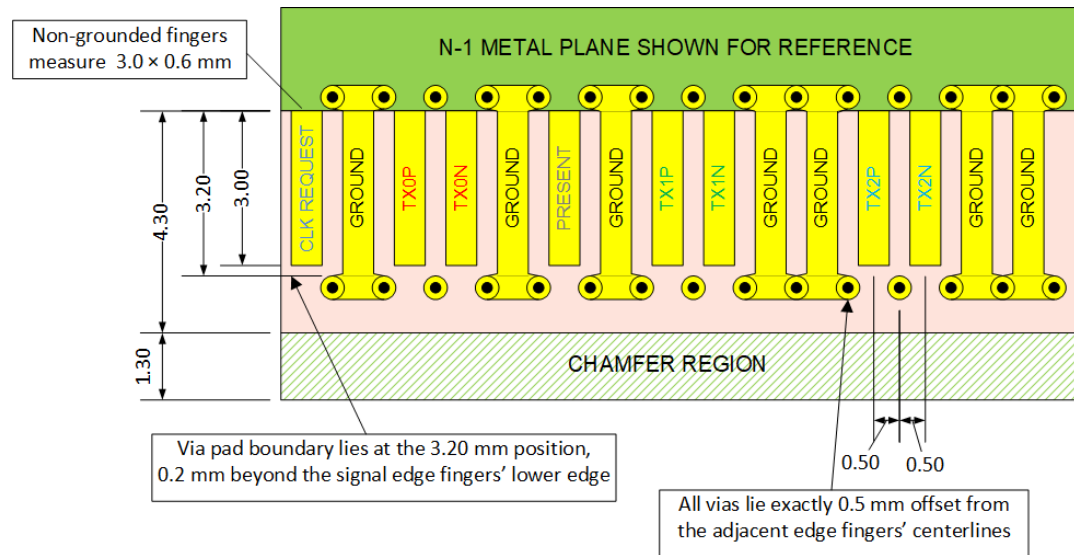 Non-grounded fingers
measure 3.0 × 0.6 mm
N-1 METAL PLANE SHOWN FOR REFERENCE
4.30
3.20
3.00
CLK REQUEST
GROUND
TX0P
TX0N
GROUND
PRESENT
GROUND
TX1P
TX1N
GROUND
GROUND
TX2P
TX2N
GROUND
GROUND
1.30
CHAMFER REGION
Via pad boundary lies at the 3.20 mm position,
0.2 mm beyond the signal edge fingers' lower edge
0.50
0.50
All vias lie exactly 0.5 mm offset from
the adjacent edge fingers' centerlines